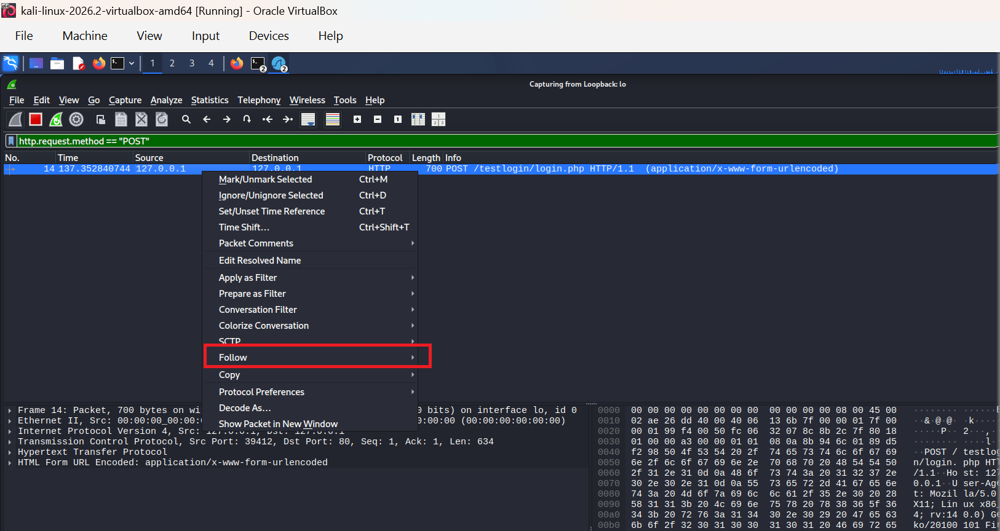 kali-linux-2026.2-virtualbox-amd64 [Running] - Oracle VirtualBox
File Machine View Input Devices Help
1 2 3 4 2 2
Capturing from Loopback: lo
File Edit View Go Capture Analyze Statistics Telephony Wireless Tools Help
http.request.method == "POST"
No. Time Source Destination Protocol Length Info
14 137.352840744 127.0.0.1 127.0.0.1 HTTP 700 POST /testlogin/login.php HTTP/1.1 (application/x-www-form-urlencoded)
Mark/Unmark Selected Ctrl+M
Ignore/Unignore Selected Ctrl+D
Set/Unset Time Reference Ctrl+T
Time Shift... Ctrl+Shift+T
Packet Comments
Edit Resolved Name
Apply as Filter
Prepare as Filter
Conversation Filter
Colorize Conversation
SCTP
Follow
Copy
Protocol Preferences
Decode As...
Show Packet in New Window
Frame 14: Packet, 700 bytes on wi 0 bits) on interface lo, id 0
Ethernet II, Src: 00:00:00_00:00: 0:00:00 (00:00:00:00:00:00)
Internet Protocol Version 4, Src: 127.0.0.1, Dst: 127.0.0.1
Transmission Control Protocol, Src Port: 39412, Dst Port: 80, Seq: 1, Ack: 1, Len: 634
Hypertext Transfer Protocol
HTML Form URL Encoded: application/x-www-form-urlencoded
0000 00 00 00 00 00 00 00 00 00 00 00 00 08 00 45 00 ········ ······E
0010 02 ae 26 dd 40 00 40 06 13 6b 7f 00 00 01 7f 00 ··&·@·@· ·k······
0020 00 01 99 f4 00 50 fc 06 32 07 8c 8b 2c 7f 80 18 ·····P·· 2···,···
0030 01 00 00 a3 00 00 01 01 08 0a 8b 94 6c 01 89 d5 ········ ····l···
0040 f2 98 50 4f 53 54 20 2f 74 65 73 74 6c 6f 67 69 ··POST / testlog
0050 6e 2f 6c 6f 67 69 6e 2e 70 68 70 20 48 54 54 50 n/login. php HT
0060 2f 31 2e 31 0d 0a 48 6f 73 74 3a 20 31 32 37 2e /1.1··Ho st: 127
0070 30 2e 30 2e 31 0d 0a 55 73 65 72 2d 41 67 65 6e 0.0.1··U ser-Age
0080 74 3a 20 4d 6f 7a 69 6c 6c 61 2f 35 2e 30 20 28 t: Mozil la/5.0
0090 58 31 31 3b 20 4c 69 6e 75 78 20 78 38 36 5f 36 X11; Lin ux x86_
00a0 34 3b 20 72 76 3a 31 34 30 2e 30 29 20 47 65 63 4; rv:14 0.0) Ge
00b0 6b 6f 2f 32 30 31 30 30 31 30 31 20 46 69 72 65 ko/20100 101 Fir